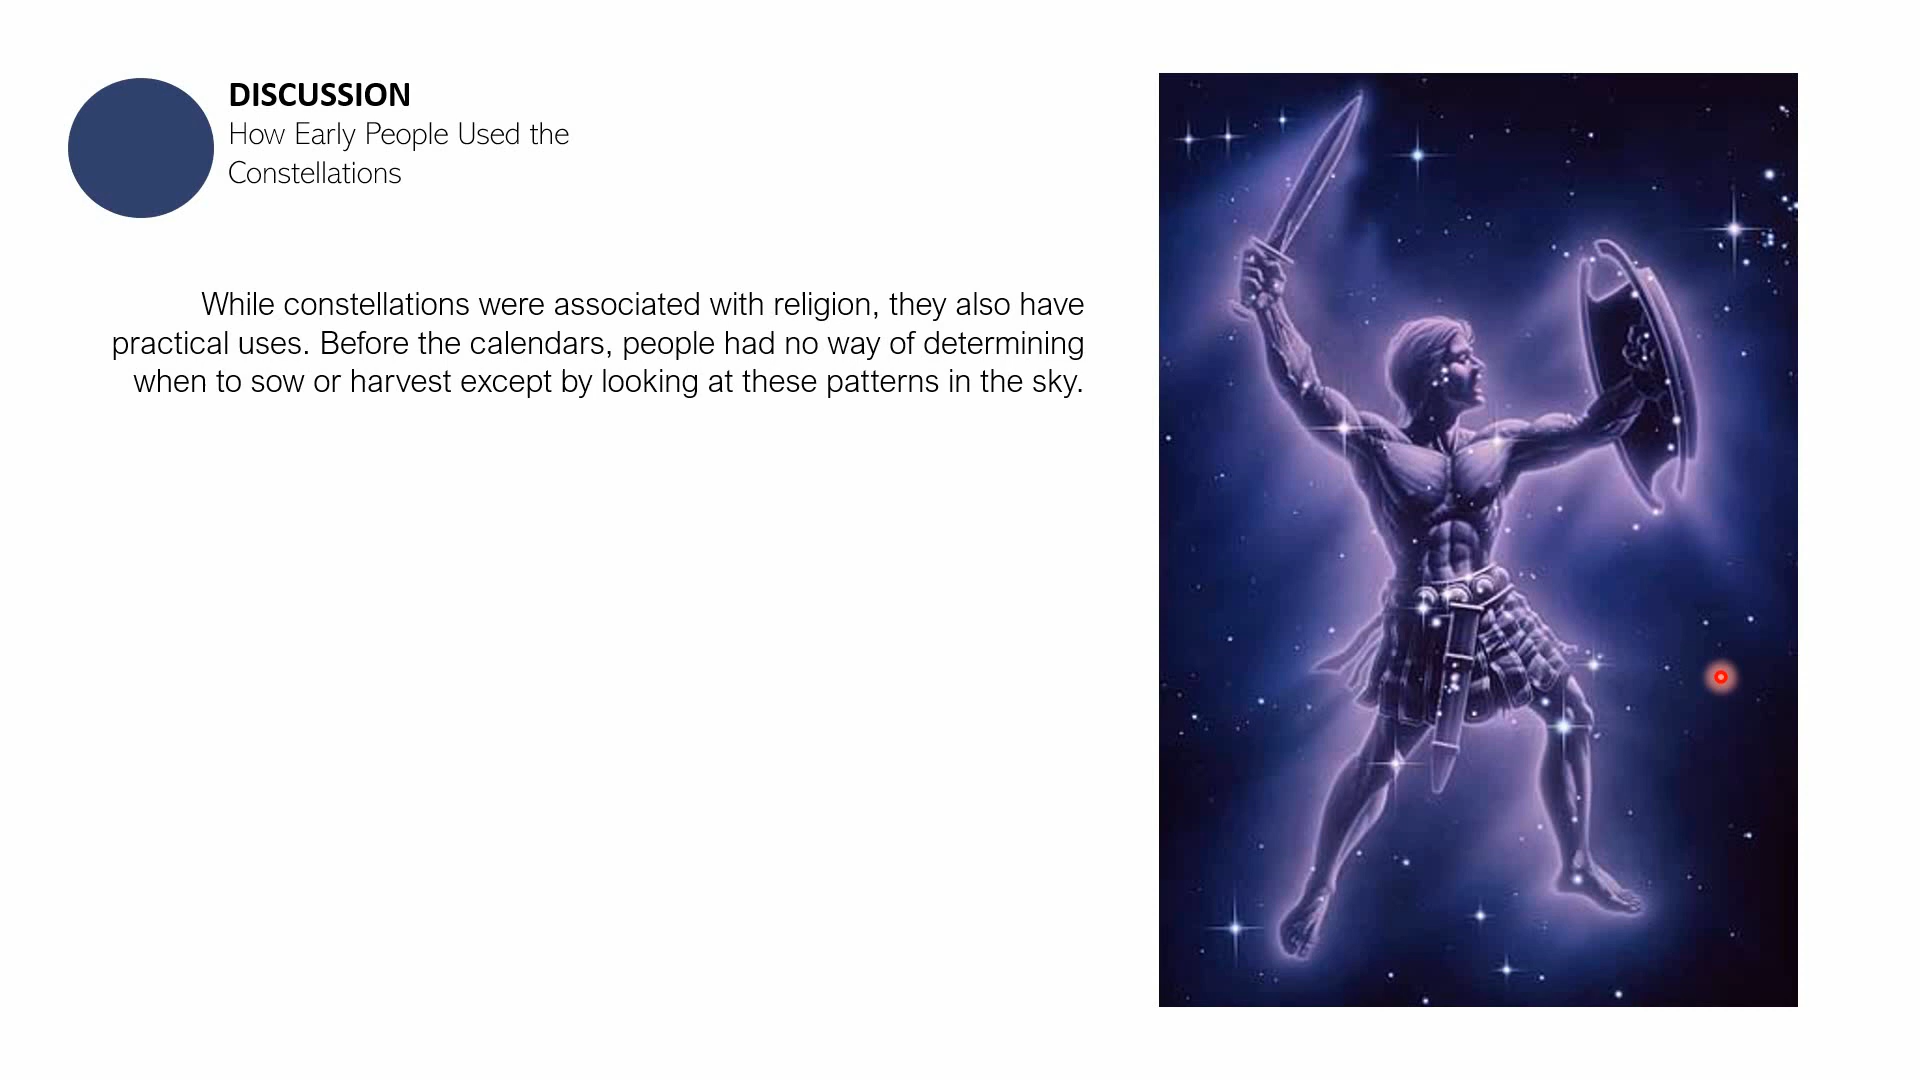 DISCUSSION
How Early People Used the
Constellations
While constellations were associated with religion, they also have
practical uses. Before the calendars, people had no way of determining
when to sow or harvest except by looking at these patterns in the sky.